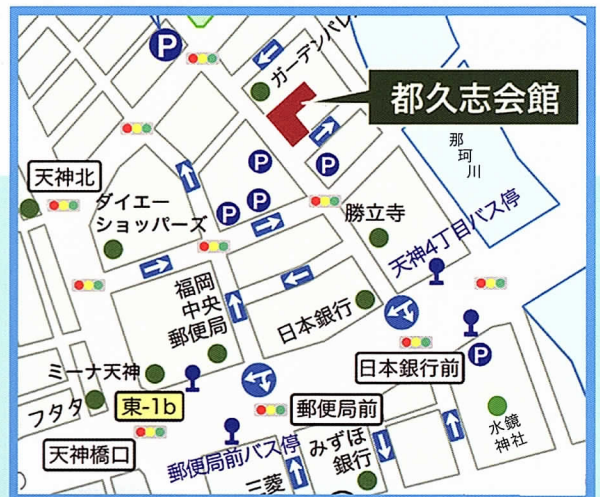 P
ガーデンパレ
都久志会館
那
珂
川
P
P
天神北
ダイエー
ショッパーズ
P
P
勝立寺
天神4丁目バス停
福岡
中央
郵便局
日本銀行
日本銀行前
P
ミーナ天神
フタタ
東-1b
郵便局前
水鏡
神社
天神橋口
郵便局前バス停
みずほ
銀行
三菱